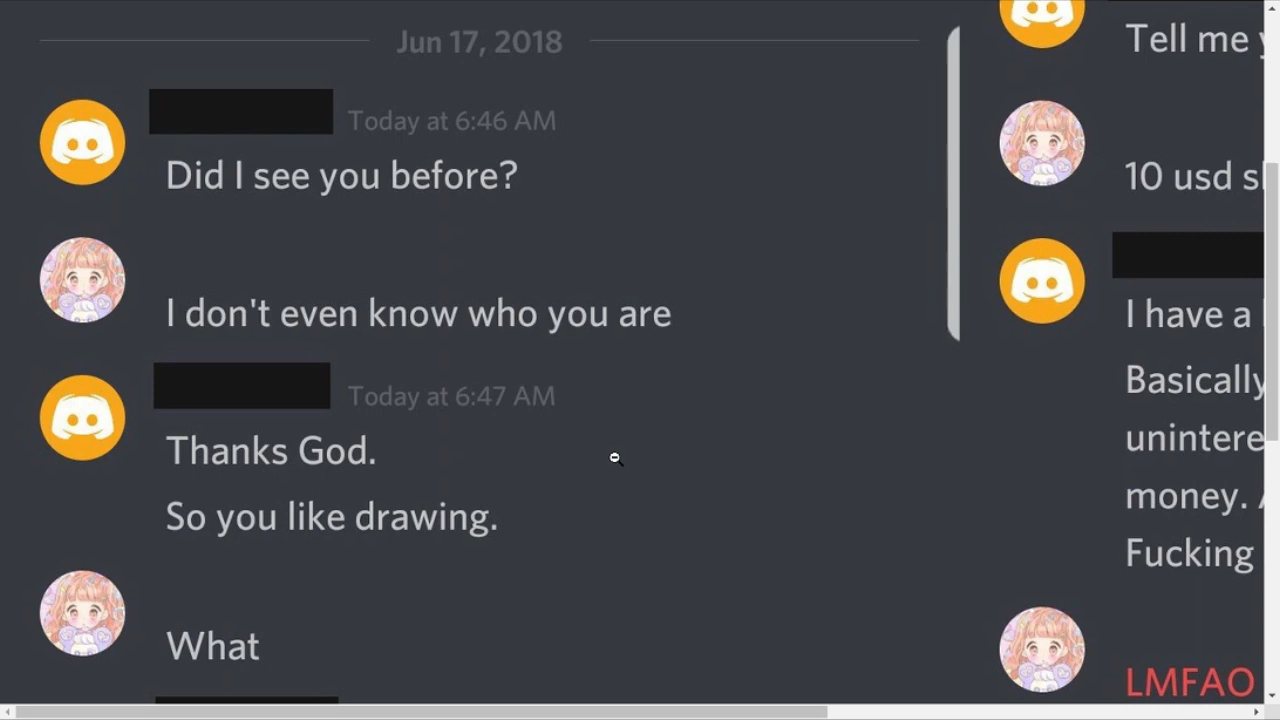 Jun 17, 2018
Today at 6:46 AM
Did I see you before?
I don't even know who you are
Today at 6:47 AM
Thanks God.
So you like drawing.
What
Tell me
10 usd
I have a
Basically
money.
Fucking
LMFAO